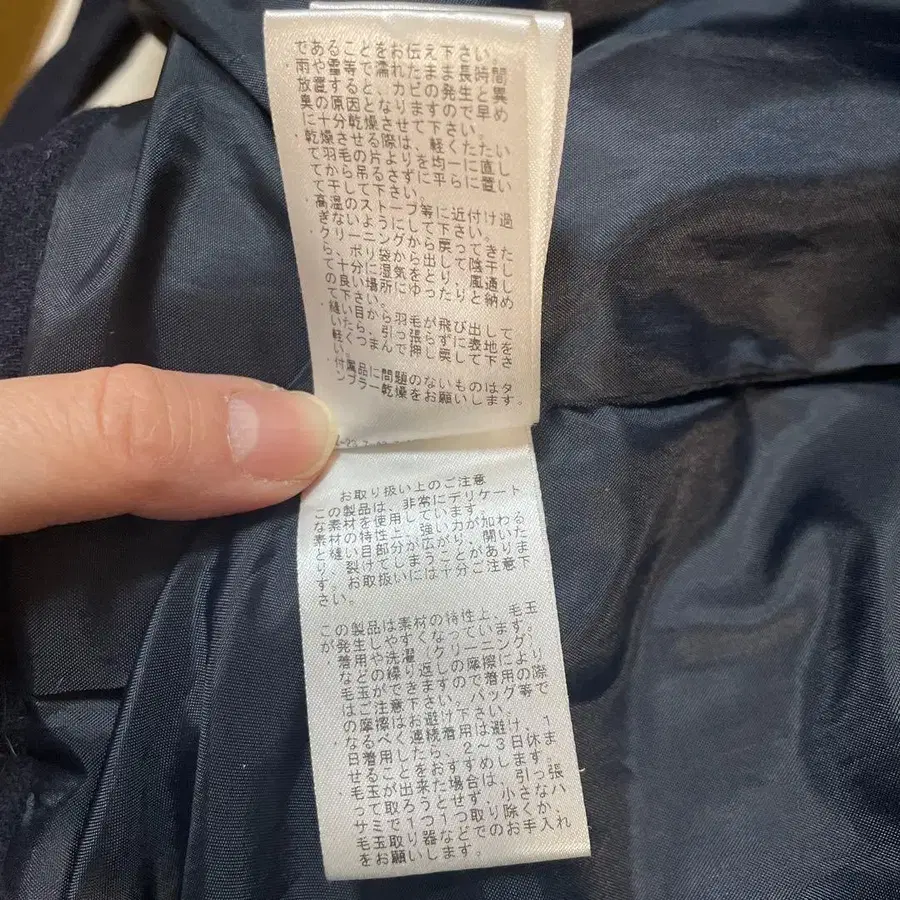 であることをお伝え下さい。
・雨や雪等で濡れたまま長時間
放置するとカビの発生と異
臭の原因となりますので早め
に十分乾燥させて下さい。
・乾燥させる際は、軽くたたい
て羽毛の片よりを均一に直し
てから吊るさずに平らに置い
て干して下さい。
・高温のストーブ等に近付け過
ぎないようにして下さい。
・クリーニングから戻ってきた
ら、ポリ袋から出して陰干し
て十分に湿気をとり、風通し
の良い場所にゆったりと納め
て下さい。
・縫い目から羽毛が飛び出して
いたら、引っ張らずに表地を
軽くつまんで押し戻して下さ
い。
・付属品に問題のないものはタ
ンブラー乾燥をお願いします。
お取り扱い上のご注意
この製品は、非常にデリケート
な素材を使用しています。
素材の特性上、強い力が加わる
と縫目部分が広がり、開いた
り裂けてしまうことがありま
す。お取扱いには十分ご注意下
さい。
この製品は素材の特性上、毛玉
が発生しやすくなっています。
着用や洗濯(クリーニング)
などの繰り返しの摩擦により
毛玉ができますので着用の際
はご注意下さい。バッグ等で
の摩擦はお避け下さい。
なるべく連続着用は避け、1
日着用したら、2〜3日休ま
せることをおすすめします。
毛玉が出来た場合は、引っ張
って取ろうとせず、小さなハ
サミで1つ1つ取り除くか、
毛玉取り器などでのお手入れ
をお願いします。